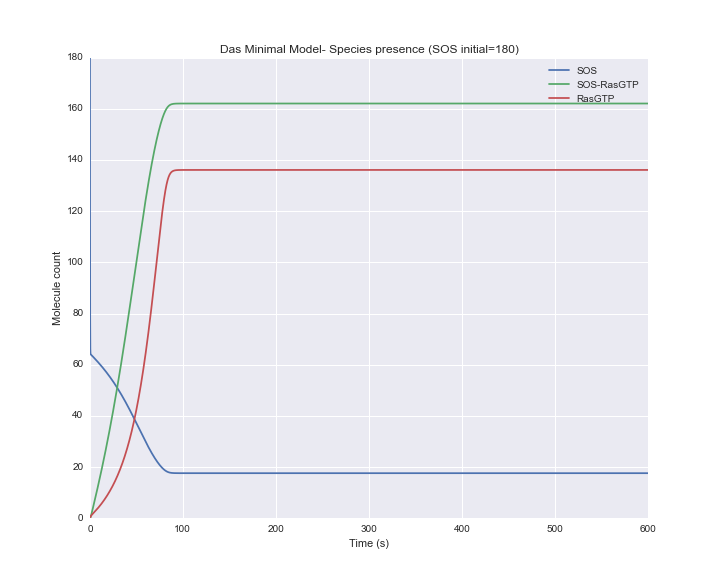 Das Minimal Model- Species presence (SOS initial=180)
180
160
140
120
100
80
60
40
20
0
Molecule count
SOS
SOS-RasGTP
RasGTP
0 100 200 300 400 500 600
Time (s)